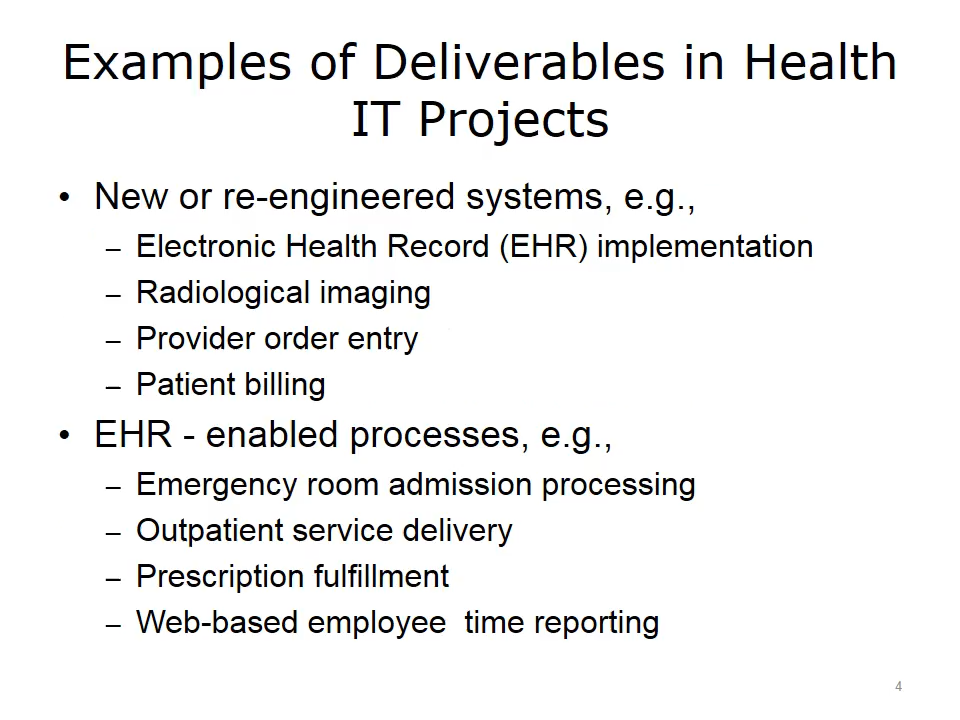 Examples of Deliverables in Health
IT Projects
• New or re-engineered systems, e.g.,
– Electronic Health Record (EHR) implementation
– Radiological imaging
– Provider order entry
– Patient billing
• EHR - enabled processes, e.g.,
– Emergency room admission processing
– Outpatient service delivery
– Prescription fulfillment
– Web-based employee  time reporting
4